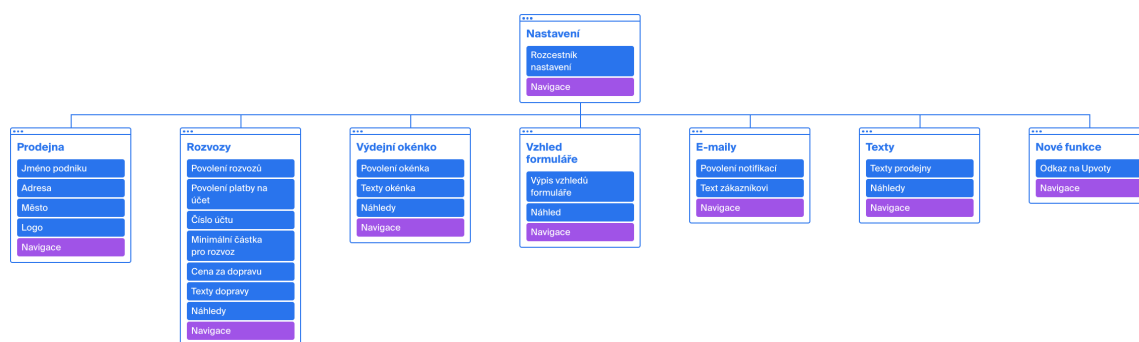 Nastavení
Rozcestník
nastavení
Navigace
Prodejna
Jméno podniku
Adresa
Město
Logo
Navigace
Rozvozy
Povolení rozvozů
Povolení platby na
účet
Číslo účtu
Minimální částka
pro rozvoz
Cena za dopravu
Texty dopravy
Náhledy
Navigace
Výdejní okénko
Povolení okénka
Texty okénka
Náhledy
Navigace
Vzhled
formuláře
Výpis vzhledů
formuláře
Náhled
Navigace
E-maily
Povolení notifikací
Text zákazníkovi
Navigace
Texty
Texty prodejny
Náhledy
Navigace
Nové funkce
Odkaz na Upvoty
Navigace